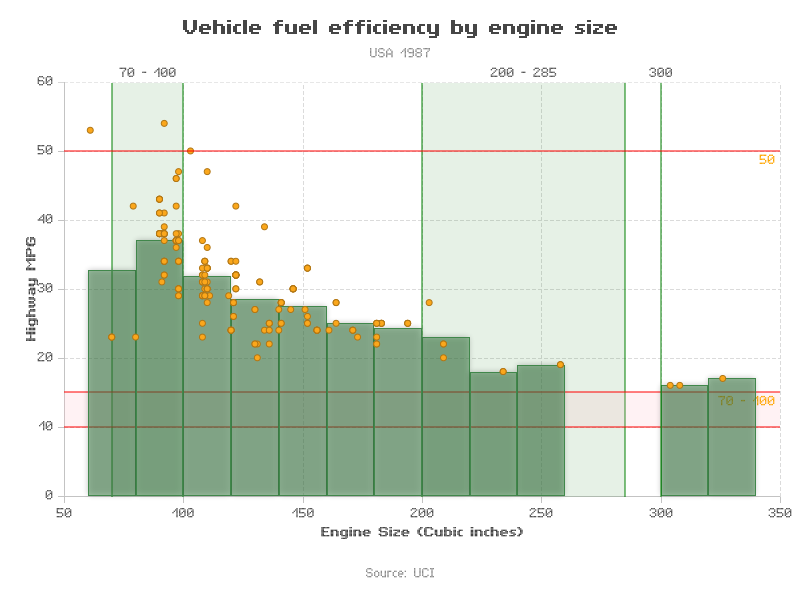 Vehicle fuel efficiency by engine size
USA 1987
70 - 100
200 - 285
300
60
50
40
30
20
10
0
50
70 - 100
Highway MPG
50
100
150
200
250
300
350
Engine Size (Cubic inches)
Source: UCI